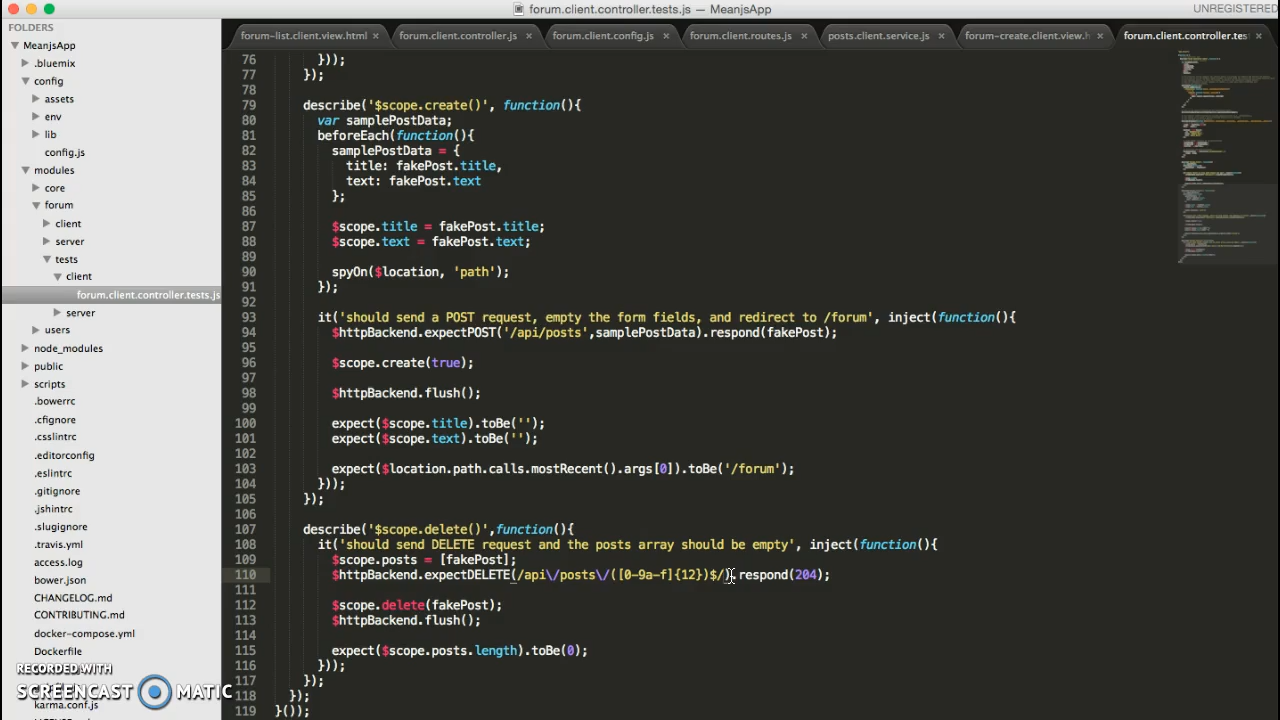 forum.client.controller.tests.js — MeanjsApp
UNREGISTERED
FOLDERS
MeanjsApp
.bluemix
config
assets
env
lib
config.js
modules
core
forum
client
server
tests
client
forum.client.controller.tests.js
server
users
node_modules
public
scripts
.bowerrc
.cfignore
.csslintrc
.editorconfig
.eslintrc
.gitignore
.jshintrc
.slugignore
.travis.yml
access.log
bower.json
CHANGELOG.md
CONTRIBUTING.md
docker-compose.yml
Dockerfile
karma.conf.js
RECORDED WITH
SCREENCAST MATIC
forum-list.client.view.html × forum.client.controller.js × forum.client.config.js × forum.client.routes.js × posts.client.service.js × forum-create.client.view.h × forum.client.controller.tes ×
76 }));
77 });
78
79 describe('$scope.create()', function(){
80 var samplePostData;
81 beforeEach(function(){
82 samplePostData = {
83 title: fakePost.title,
84 text: fakePost.text
85 };
86
87 $scope.title = fakePost.title;
88 $scope.text = fakePost.text;
89
90 spyOn($location, 'path');
91 });
92
93 it('should send a POST request, empty the form fields, and redirect to /forum', inject(function(){
94 $httpBackend.expectPOST('/api/posts',samplePostData).respond(fakePost);
95
96 $scope.create(true);
97
98 $httpBackend.flush();
99
100 expect($scope.title).toBe('');
101 expect($scope.text).toBe('');
102
103 expect($location.path.calls.mostRecent().args[0]).toBe('/forum');
104 }));
105 });
106
107 describe('$scope.delete()',function(){
108 it('should send DELETE request and the posts array should be empty', inject(function(){
109 $scope.posts = [fakePost];
110 $httpBackend.expectDELETE(/api\/posts\/([0-9a-f]{12})$/).respond(204);
111
112 $scope.delete(fakePost);
113 $httpBackend.flush();
114
115 expect($scope.posts.length).toBe(0);
116 }));
117 });
118 });
119 }());